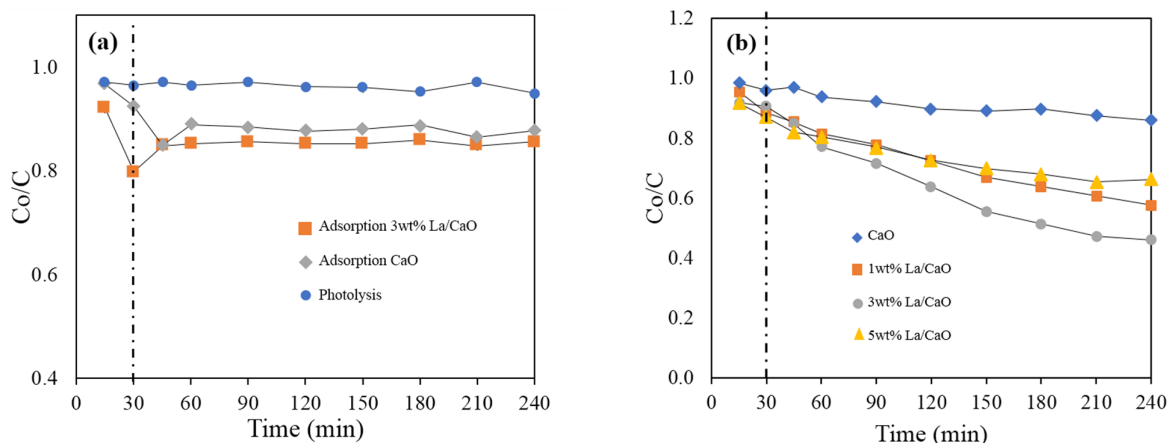 (a)
1.0
0.8
0.6
0.4
Co/C
Adsorption 3wt% La/CaO
Adsorption CaO
Photolysis
0 30 60 90 120 150 180 210 240
Time (min)
(b)
1.2
1.0
0.8
0.6
0.4
0.2
0.0
Co/C
CaO
1wt% La/CaO
3wt% La/CaO
5wt% La/CaO
0 30 60 90 120 150 180 210 240
Time (min)